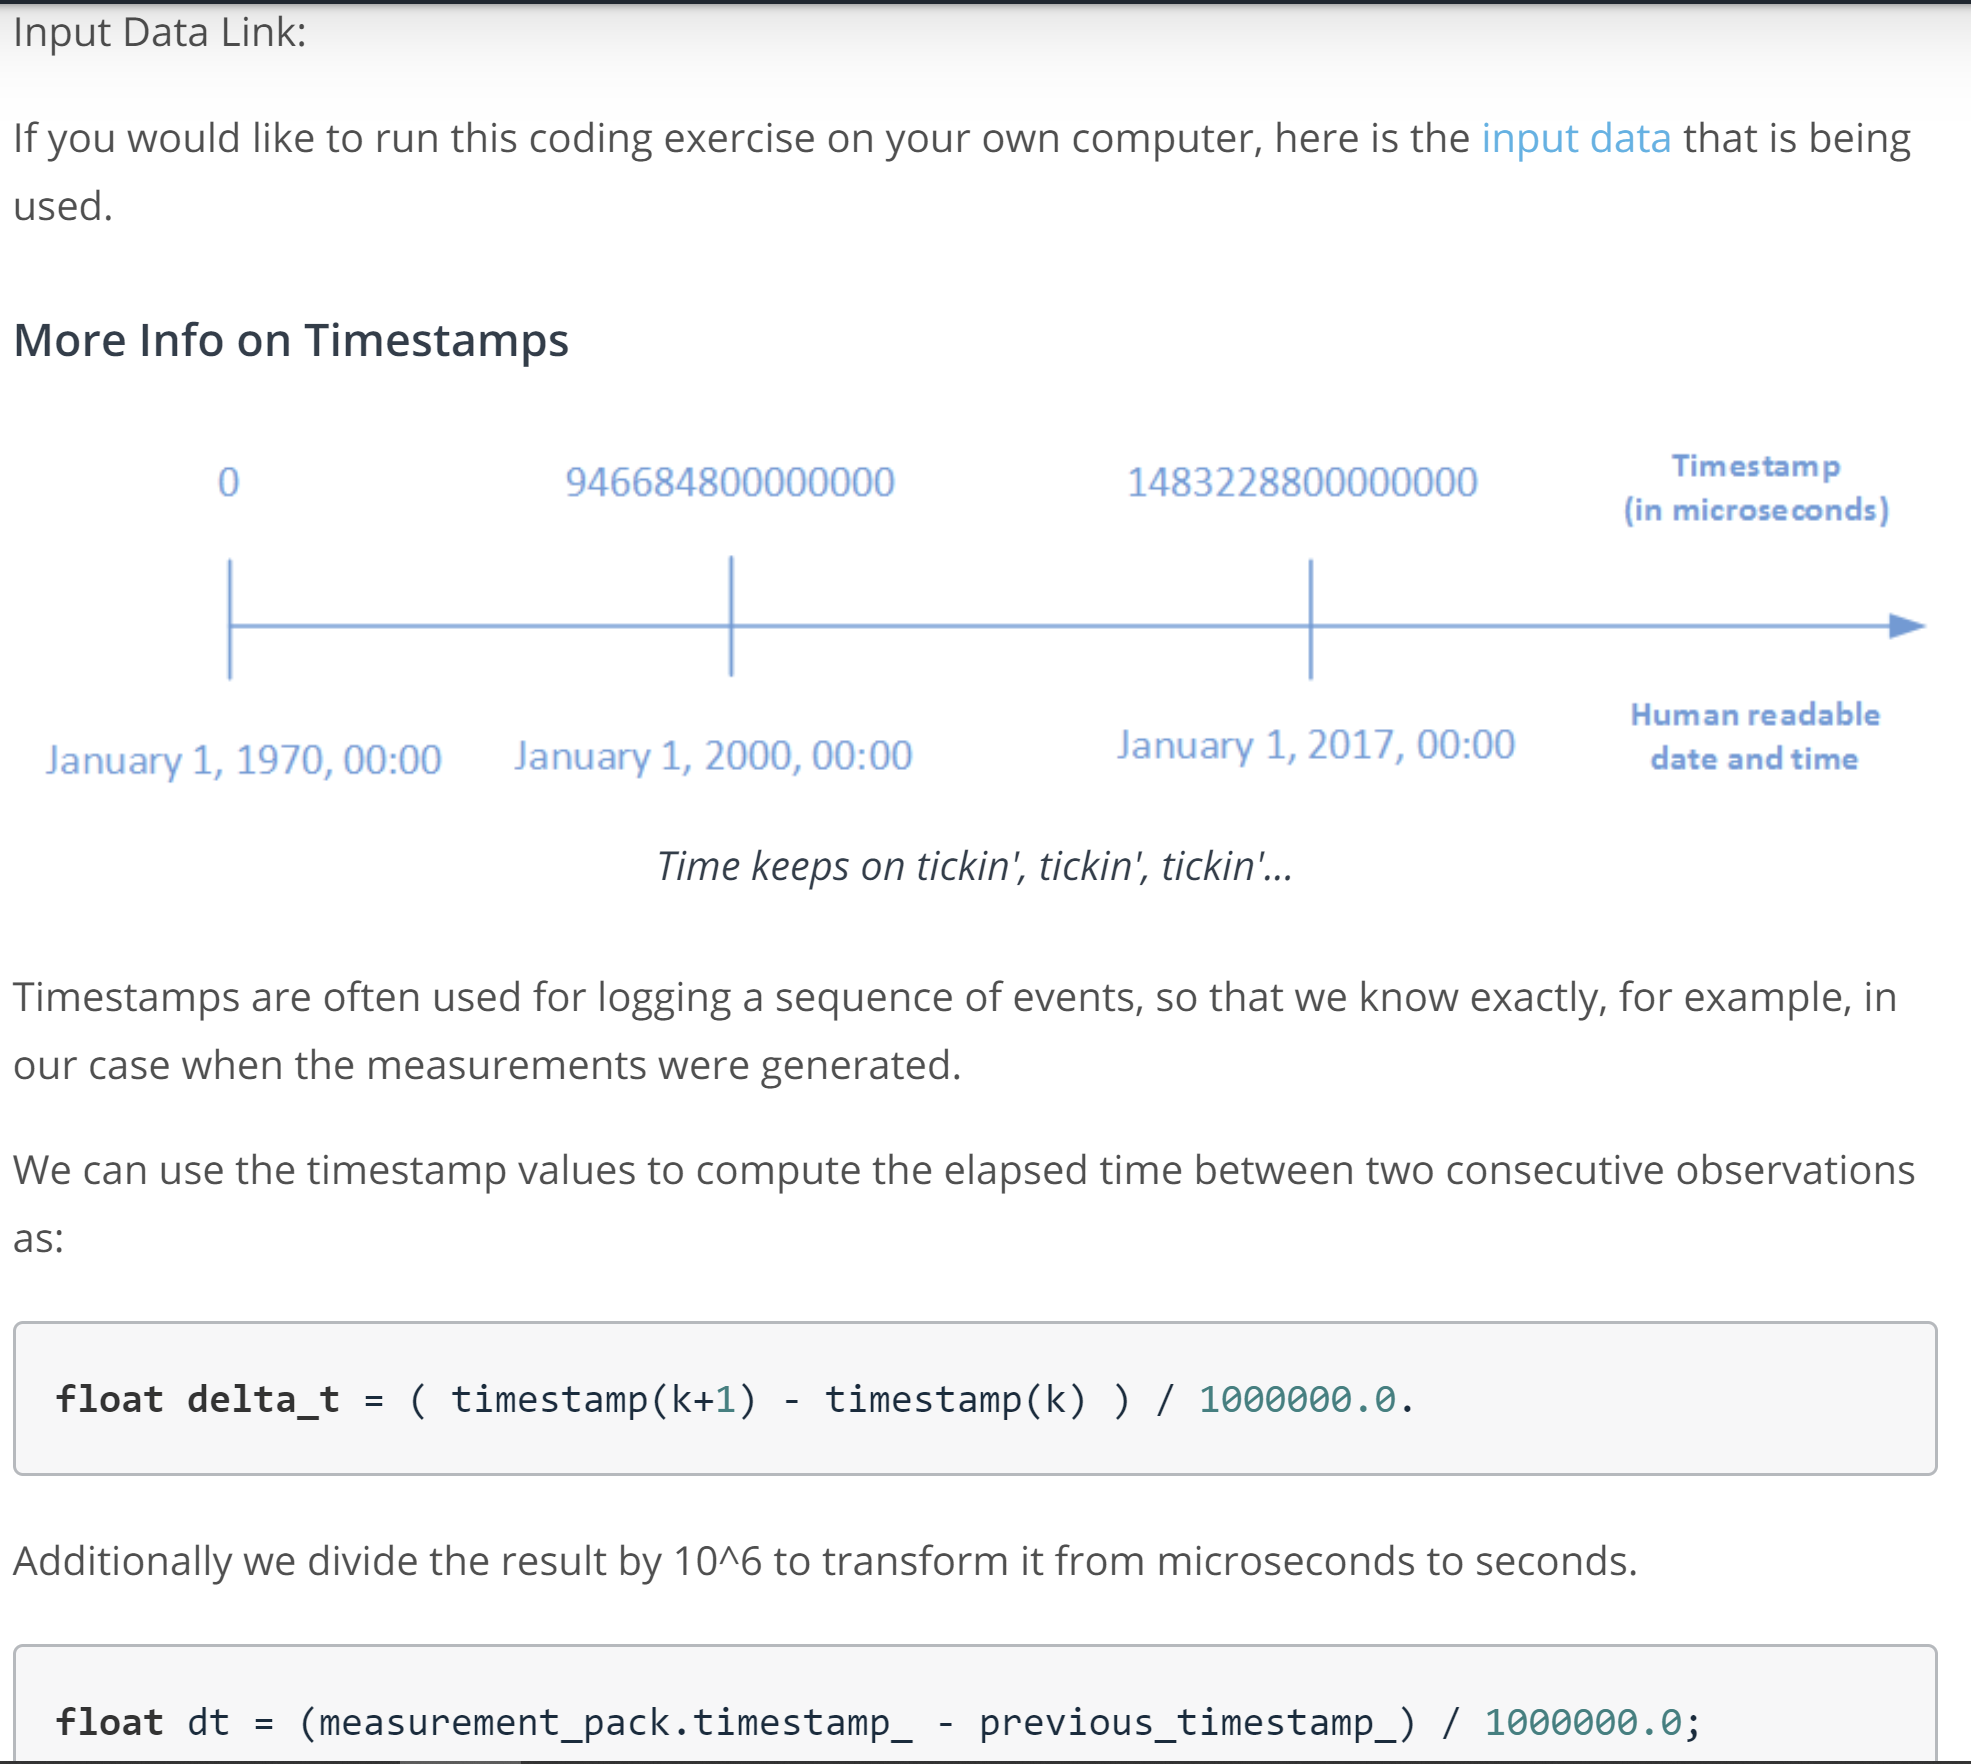 Input Data Link:
If you would like to run this coding exercise on your own computer, here is the input data that is being
used.
More Info on Timestamps
0 946684800000000 1483228800000000 Timestamp
(in microseconds)
January 1, 1970, 00:00 January 1, 2000, 00:00 January 1, 2017, 00:00 Human readable
date and time
Time keeps on tickin', tickin', tickin'...
Timestamps are often used for logging a sequence of events, so that we know exactly, for example, in
our case when the measurements were generated.
We can use the timestamp values to compute the elapsed time between two consecutive observations
as:
float delta_t = ( timestamp(k+1) - timestamp(k) ) / 1000000.0.
Additionally we divide the result by 10^6 to transform it from microseconds to seconds.
float dt = (measurement_pack.timestamp_ - previous_timestamp_) / 1000000.0;